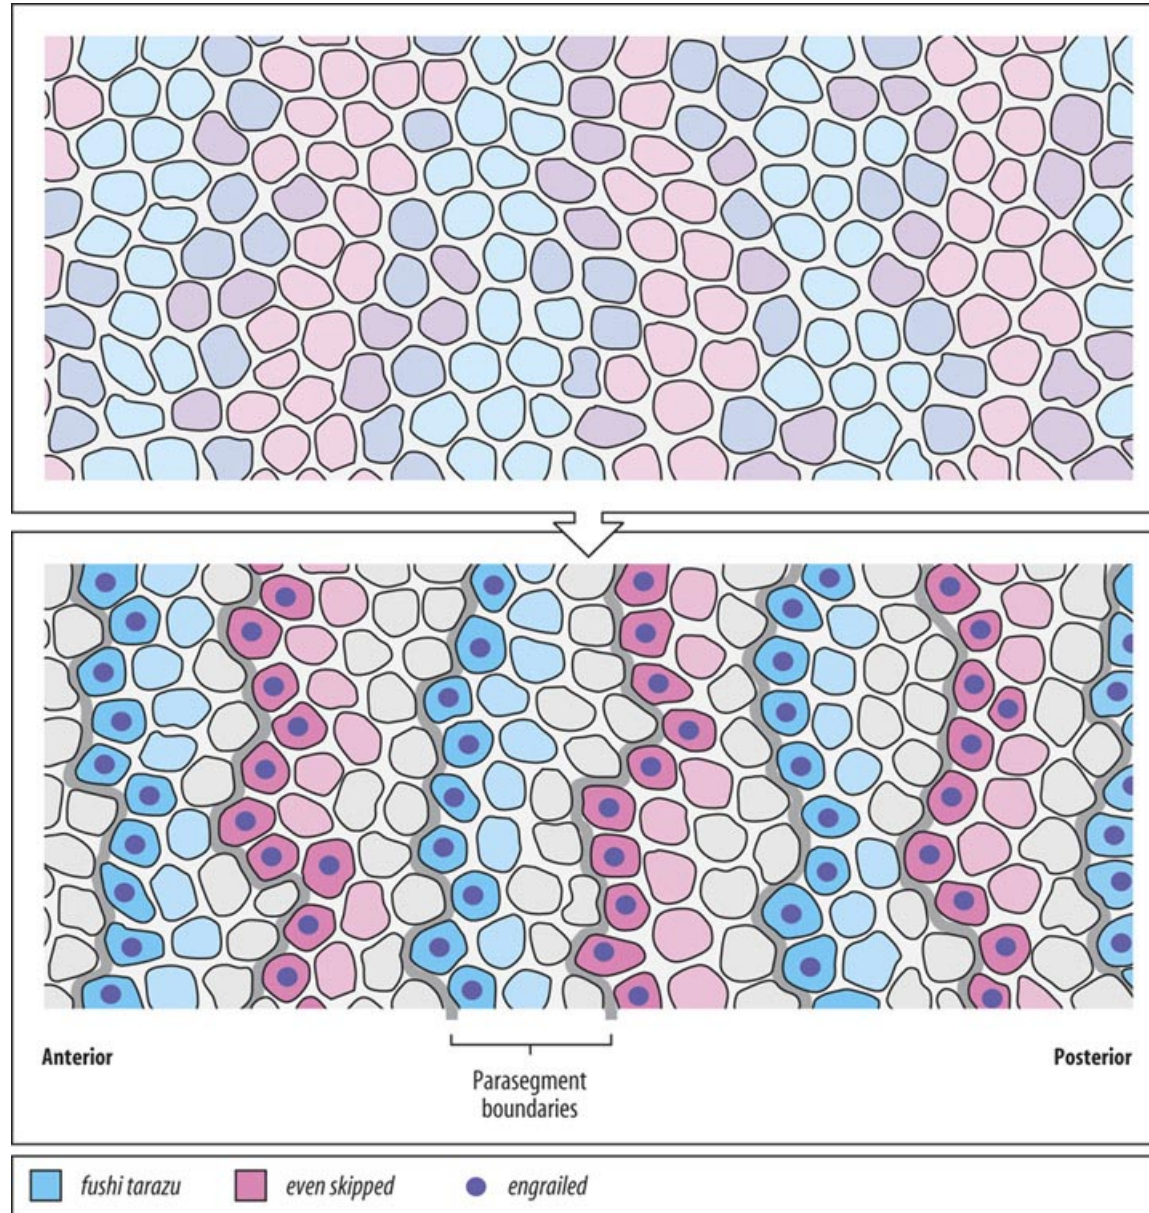 Anterior
Posterior
Parasegment
boundaries
fushi tarazu
even skipped
engrailed